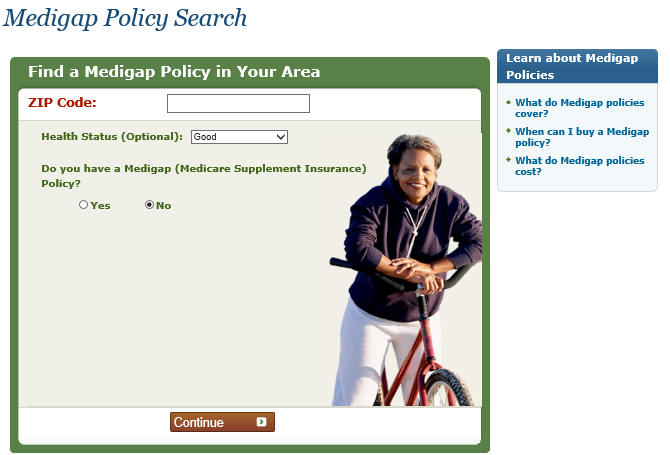 Medigap Policy Search
Find a Medigap Policy in Your Area
ZIP Code:
Health Status (Optional): Good
Do you have a Medigap (Medicare Supplement Insurance)
Policy?
Yes No
Continue
Learn about Medigap
Policies
What do Medigap policies
cover?
When can I buy a Medigap
policy?
What do Medigap policies
cost?